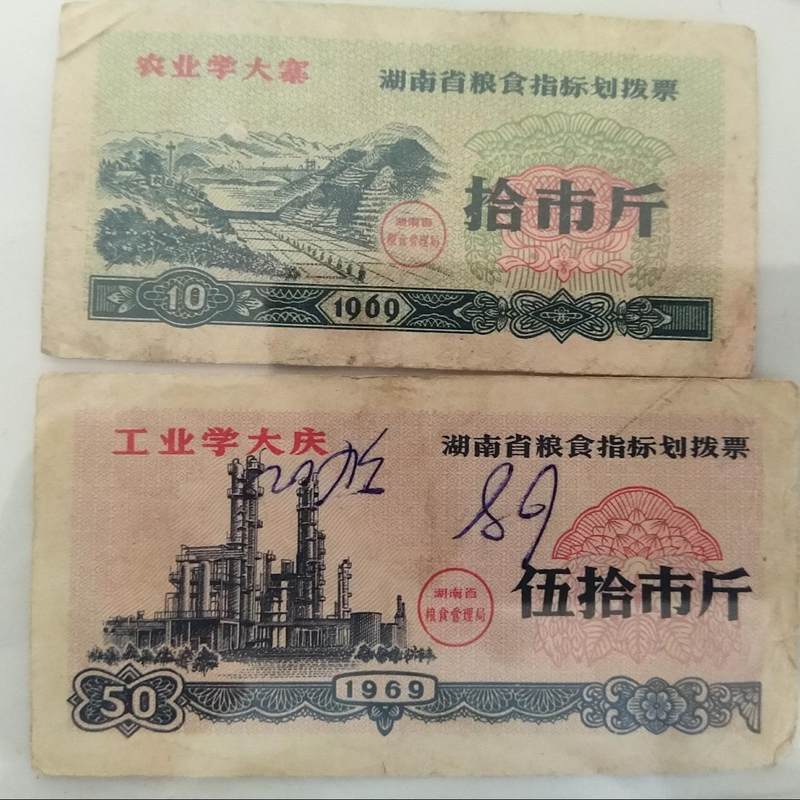 农业学大寨
湖南省粮食指标划拨票
拾市斤
湖南省
粮食管理局
10
1969
工业学大庆
湖南省粮食指标划拨票
89
伍拾市斤
湖南省
粮食管理局
50
1969